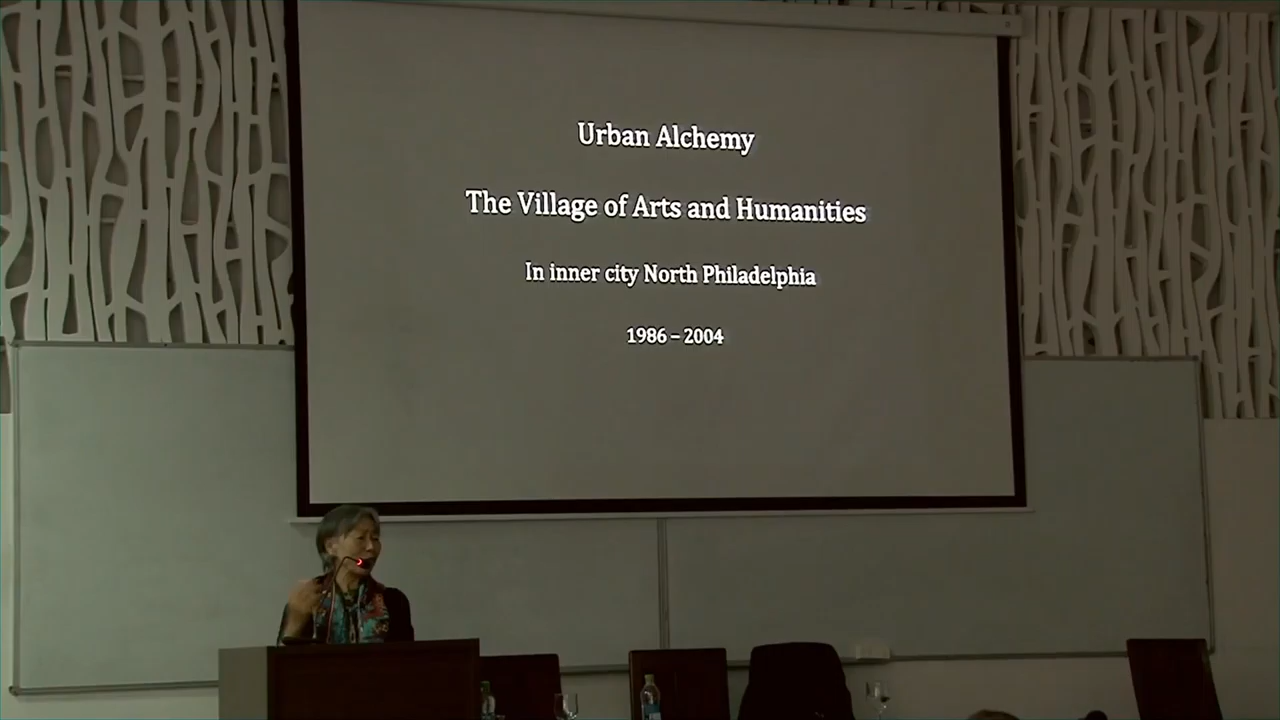 Urban Alchemy
The Village of Arts and Humanities
In inner city North Philadelphia
1986 – 2004